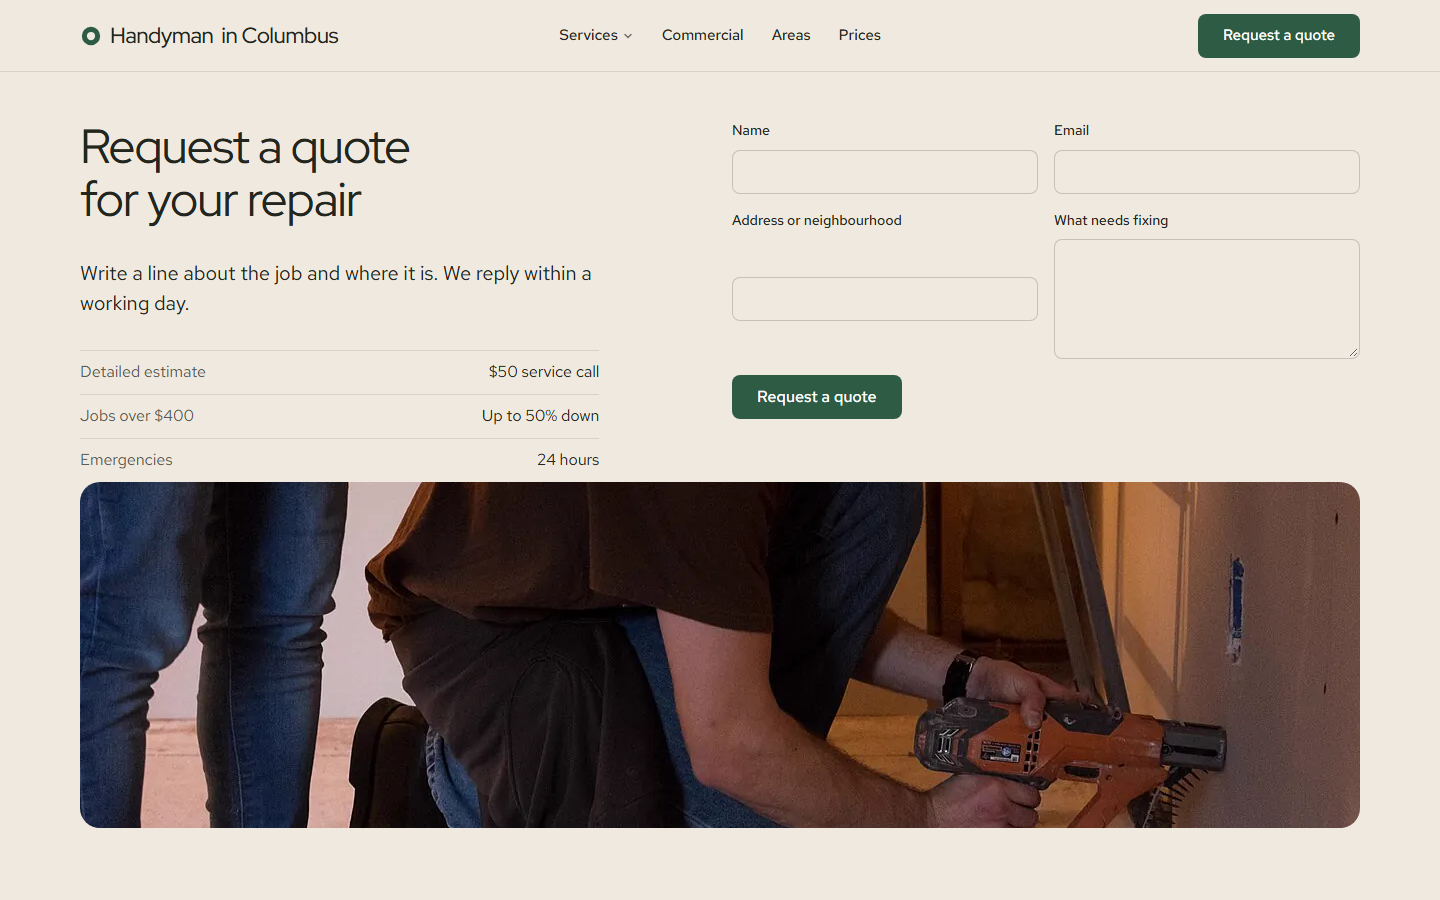 Handyman in Columbus
Services
Commercial
Areas
Prices
Request a quote
Request a quote
for your repair
Write a line about the job and where it is. We reply within a
working day.
Detailed estimate
$50 service call
Jobs over $400
Up to 50% down
Emergencies
24 hours
Name
Email
Address or neighbourhood
What needs fixing
Request a quote